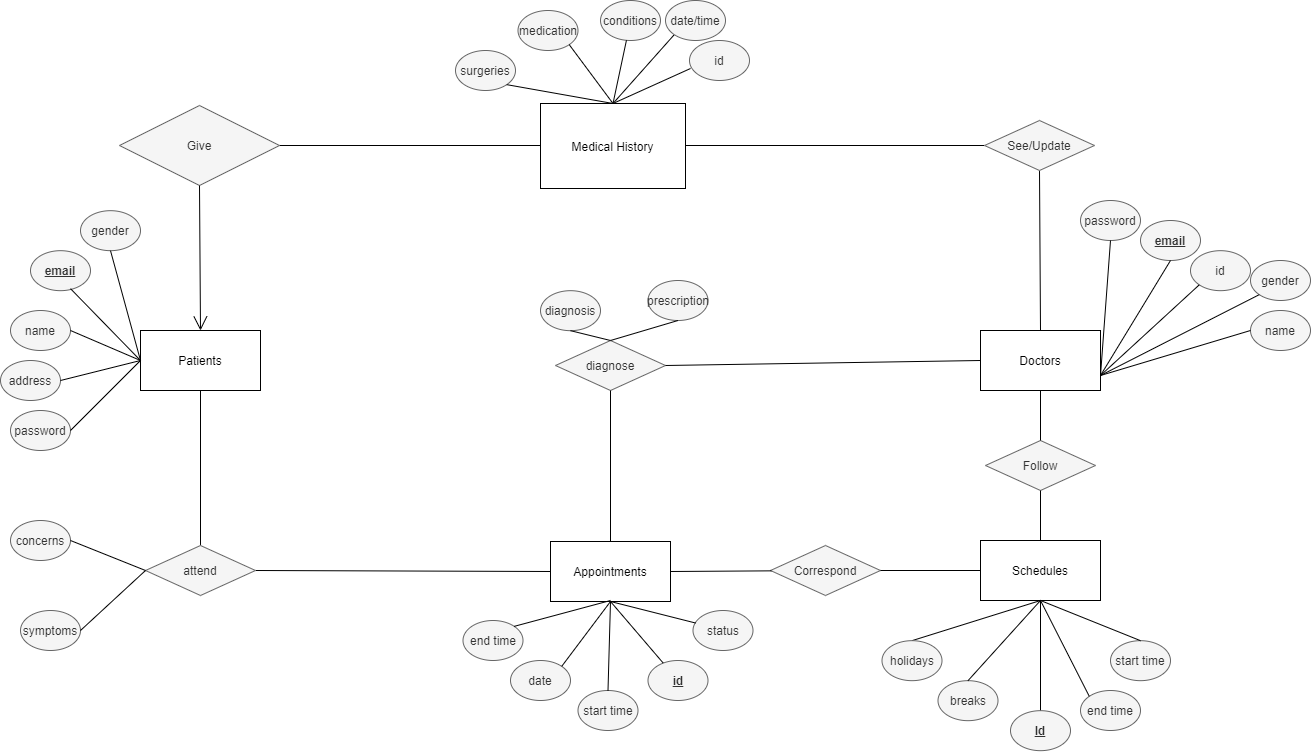 conditions
date/time
medication
id
surgeries
Give
Medical History
See/Update
gender
password
email
email
id
gender
diagnosis
prescription
name
name
Patients
diagnose
Doctors
address
password
Follow
concerns
attend
Appointments
Correspond
Schedules
symptoms
end time
status
holidays
start time
date
id
breaks
start time
end time
Id